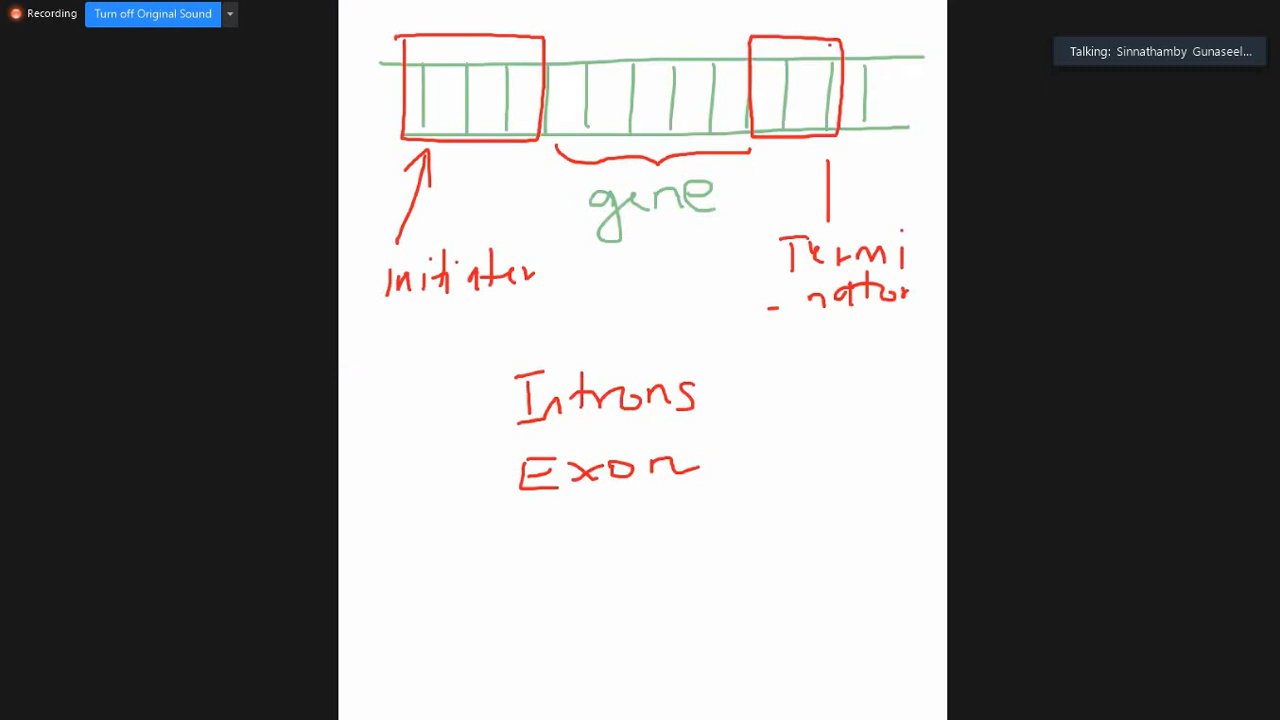 Recording
Turn off Original Sound
Talking: Sinnathamby Gunaseel...
gene
Initiater
Termi
- nator
Introns
Exon